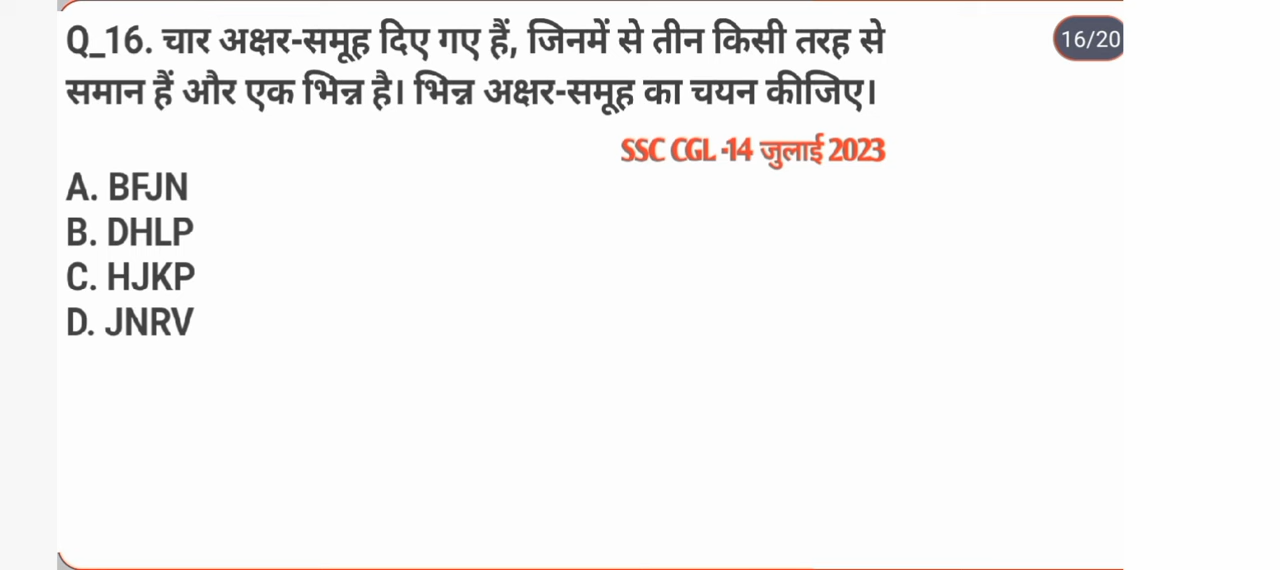 Q_16. चार अक्षर-समूह दिए गए हैं, जिनमें से तीन किसी तरह से
16/20
समान हैं और एक भिन्न है। भिन्न अक्षर-समूह का चयन कीजिए।
SSC CGL -14 जुलाई 2023
A. BFJN
B. DHLP
C. HJKP
D. JNRV